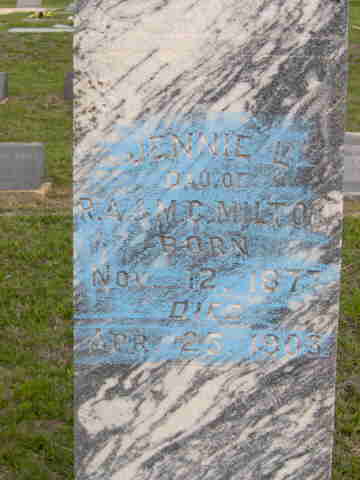 JENNIE L.
DAU. OF
R.A. & M.C. MILTON
BORN
NOV. 12, 1877
DIED
APR. 25, 1903